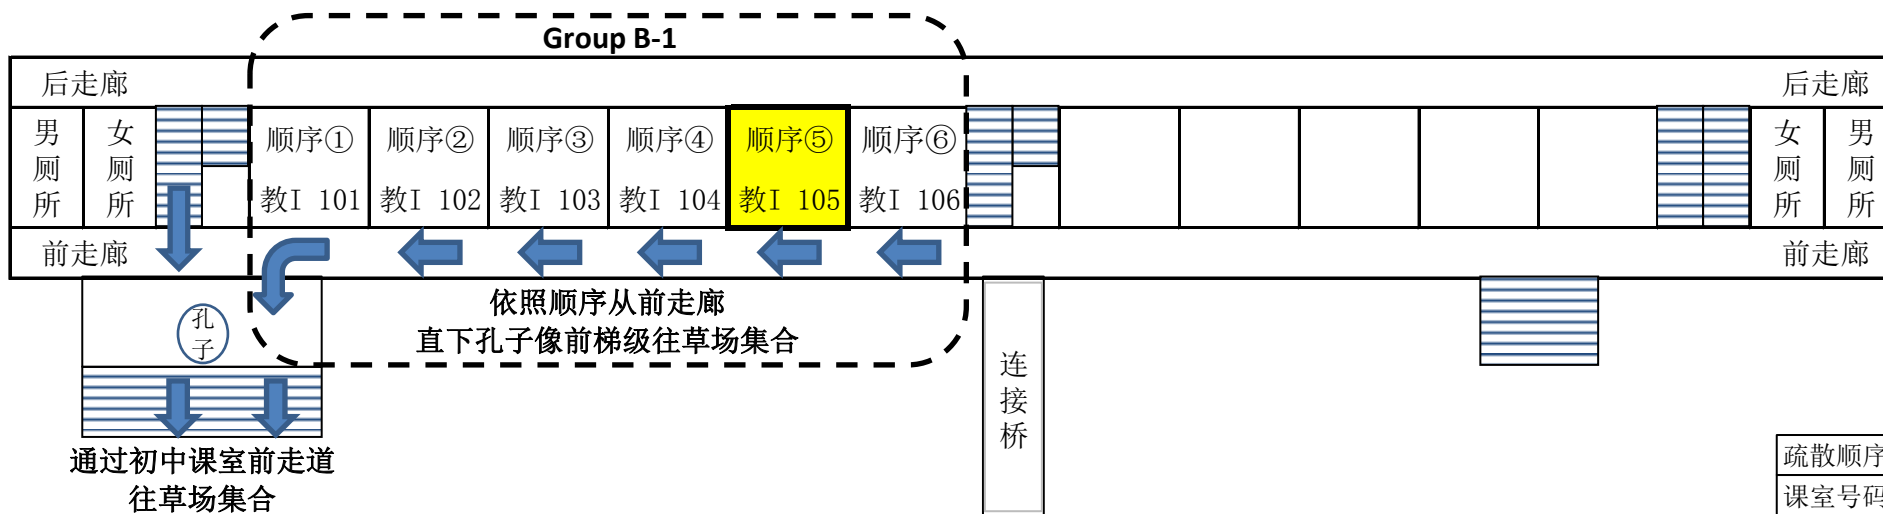 Group B-1
后走廊
后走廊
男厕所
女厕所
顺序①
顺序②
顺序③
顺序④
顺序⑤
顺序⑥
女厕所
男厕所
教I 101
教I 102
教I 103
教I 104
教I 105
教I 106
前走廊
前走廊
孔子
依照顺序从前走廊
直下孔子像前梯级往草场集合
连接桥
通过初中课室前走道
往草场集合
疏散顺序
课室号码